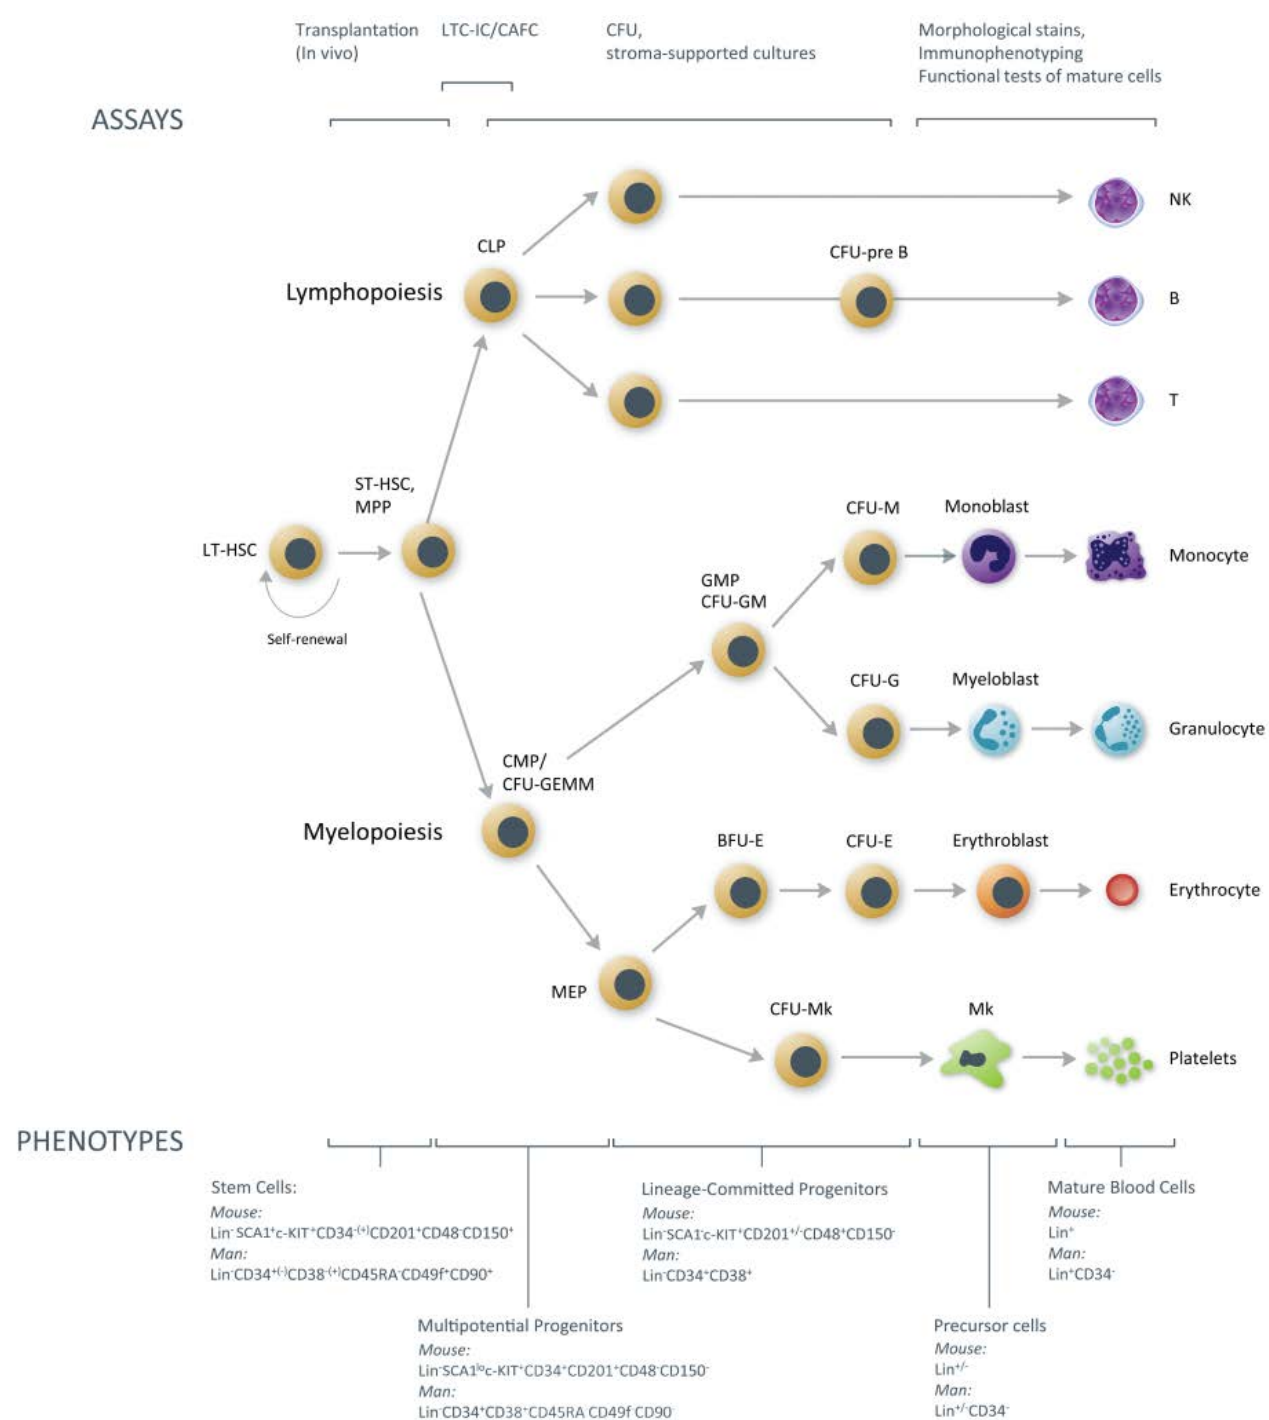 Transplantation
(In vivo)
LTC-IC/CAFC
CFU,
stroma-supported cultures
Morphological stains,
Immunophenotyping
Functional tests of mature cells
ASSAYS
NK
CLP
CFU-pre B
Lymphopoiesis
B
T
ST-HSC,
MPP
LT-HSC
Self-renewal
CFU-M
Monoblast
Monocyte
GMP
CFU-GM
CFU-G
Myeloblast
Granulocyte
CMP/
CFU-GEMM
Myelopoiesis
BFU-E
CFU-E
Erythroblast
Erythrocyte
MEP
CFU-Mk
Mk
Platelets
PHENOTYPES
Stem Cells:
Mouse:
Lin⁻SCA1⁺c-KIT⁺CD34⁻⁽⁺⁾CD201⁺CD48⁻CD150⁺
Man:
Lin⁻CD34⁺⁽⁻⁾CD38⁻⁽⁺⁾CD45RA⁻CD49f⁺CD90⁺
Multipotential Progenitors
Mouse:
Lin⁻SCA1ˡᵒc-KIT⁺CD34⁺CD201⁺CD48⁻CD150⁻
Man:
Lin⁻CD34⁺CD38⁺CD45RA⁻CD49f⁻CD90⁻
Lineage-Committed Progenitors
Mouse:
Lin⁻SCA1⁻c-KIT⁺CD201⁺/⁻CD48⁺CD150⁻
Man:
Lin⁻CD34⁺CD38⁺
Precursor cells
Mouse:
Lin⁺/⁻
Man:
Lin⁺/⁻CD34⁻
Mature Blood Cells
Mouse:
Lin⁺
Man:
Lin⁺CD34⁻